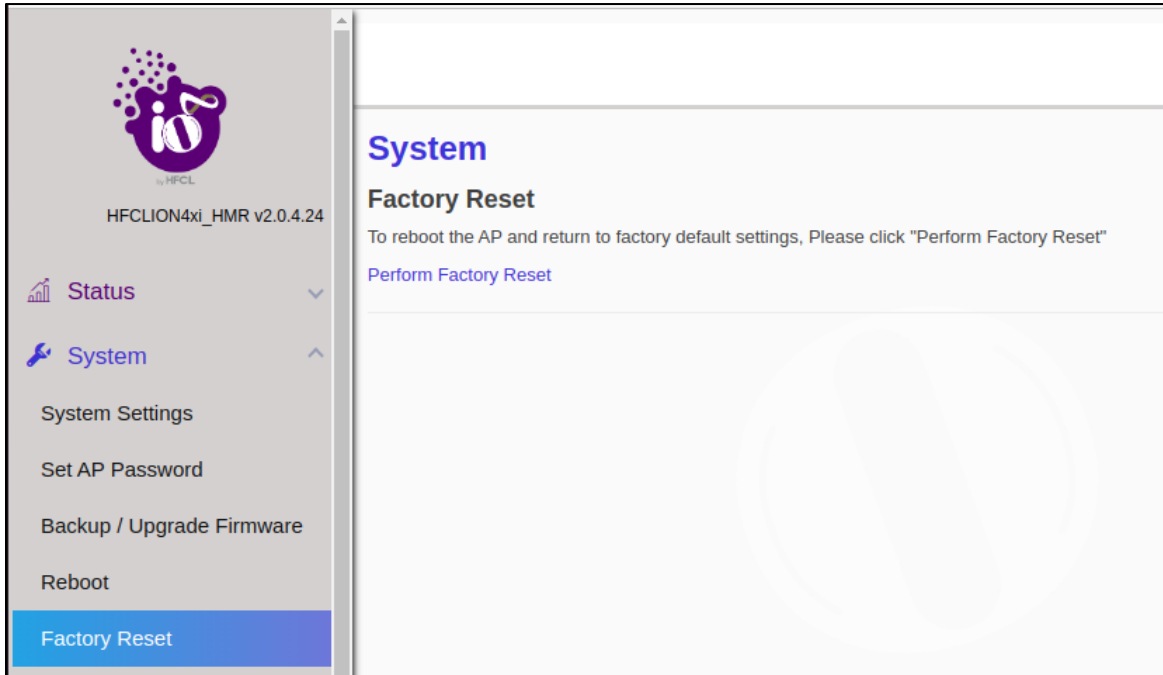 io
by HFCL
HFCLION4xi_HMR v2.0.4.24
Status
System
System Settings
Set AP Password
Backup / Upgrade Firmware
Reboot
Factory Reset
System
Factory Reset
To reboot the AP and return to factory default settings, Please click "Perform Factory Reset"
Perform Factory Reset